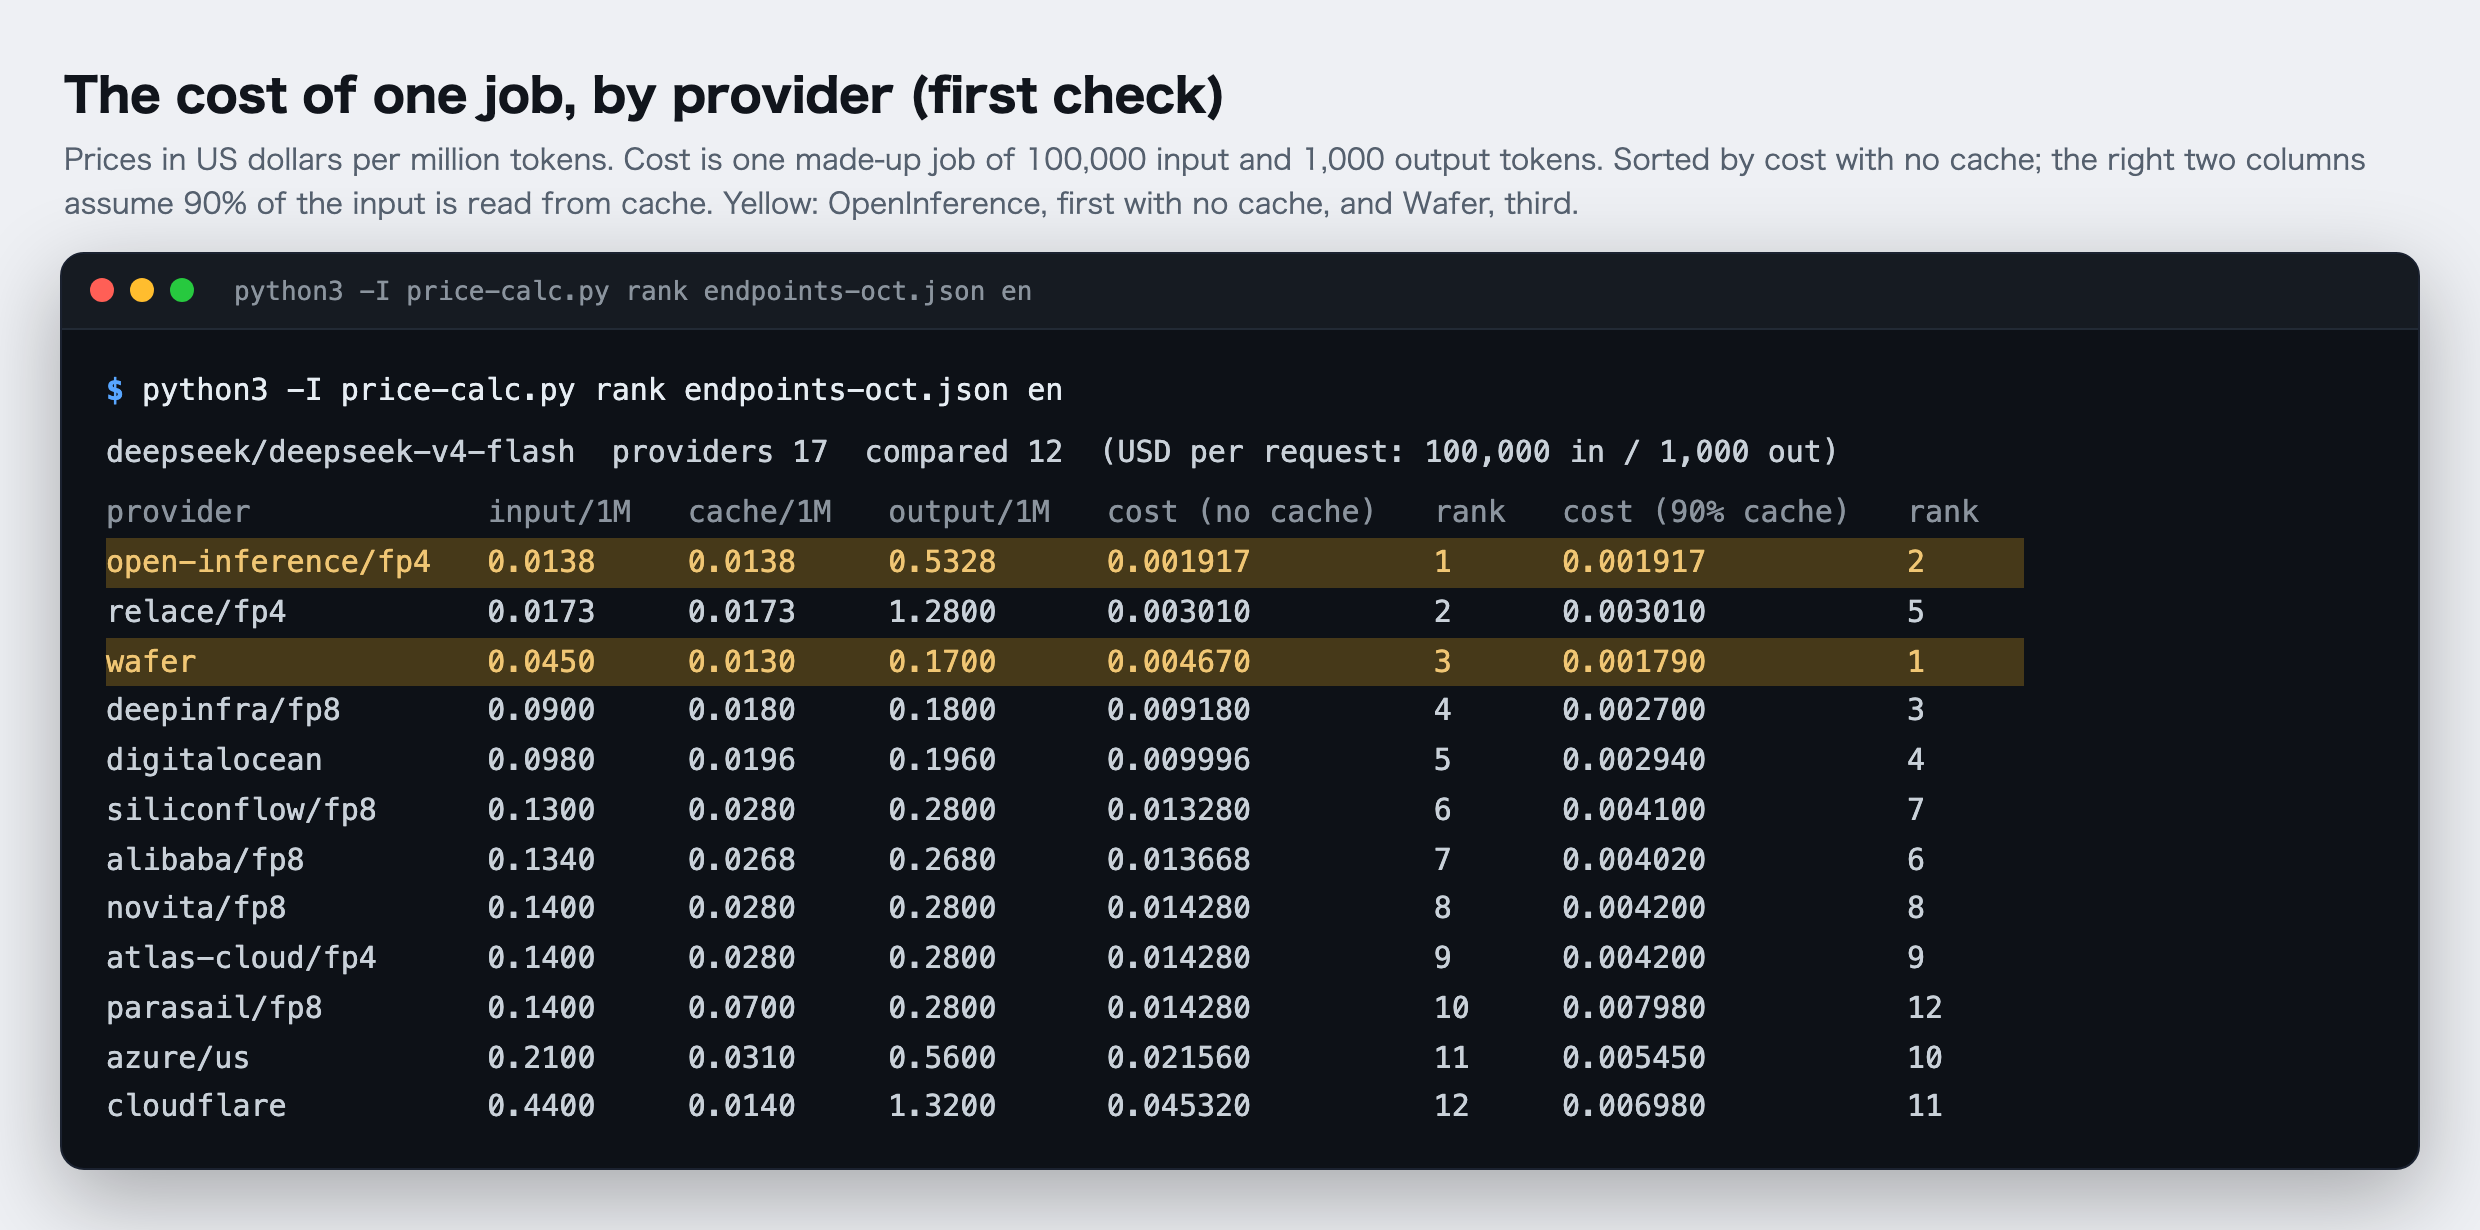 The cost of one job, by provider (first check)
Prices in US dollars per million tokens. Cost is one made-up job of 100,000 input and 1,000 output tokens. Sorted by cost with no cache; the right two columns
assume 90% of the input is read from cache. Yellow: OpenInference, first with no cache, and Wafer, third.
python3 -I price-calc.py rank endpoints-oct.json en
$ python3 -I price-calc.py rank endpoints-oct.json en
deepseek/deepseek-v4-flash  providers 17  compared 12  (USD per request: 100,000 in / 1,000 out)
provider  input/1M  cache/1M  output/1M  cost (no cache)  rank  cost (90% cache)  rank
open-inference/fp4  0.0138  0.0138  0.5328  0.001917  1  0.001917  2
relace/fp4  0.0173  0.0173  1.2800  0.003010  2  0.003010  5
wafer  0.0450  0.0130  0.1700  0.004670  3  0.001790  1
deepinfra/fp8  0.0900  0.0180  0.1800  0.009180  4  0.002700  3
digitalocean  0.0980  0.0196  0.1960  0.009996  5  0.002940  4
siliconflow/fp8  0.1300  0.0280  0.2800  0.013280  6  0.004100  7
alibaba/fp8  0.1340  0.0268  0.2680  0.013668  7  0.004020  6
novita/fp8  0.1400  0.0280  0.2800  0.014280  8  0.004200  8
atlas-cloud/fp4  0.1400  0.0280  0.2800  0.014280  9  0.004200  9
parasail/fp8  0.1400  0.0700  0.2800  0.014280  10  0.007980  12
azure/us  0.2100  0.0310  0.5600  0.021560  11  0.005450  10
cloudflare  0.4400  0.0140  1.3200  0.045320  12  0.006980  11